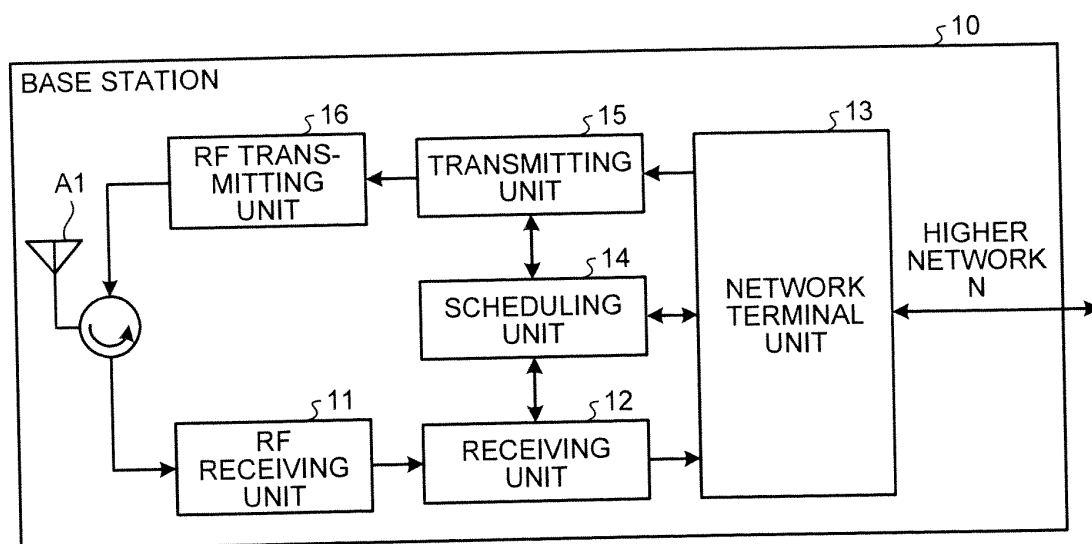 10
BASE STATION
16
15
13
RF TRANS-
MITTING
UNIT
TRANSMITTING
UNIT
A1
14
HIGHER
NETWORK
N
SCHEDULING
UNIT
NETWORK
TERMINAL
UNIT
11
12
RF
RECEIVING
UNIT
RECEIVING
UNIT